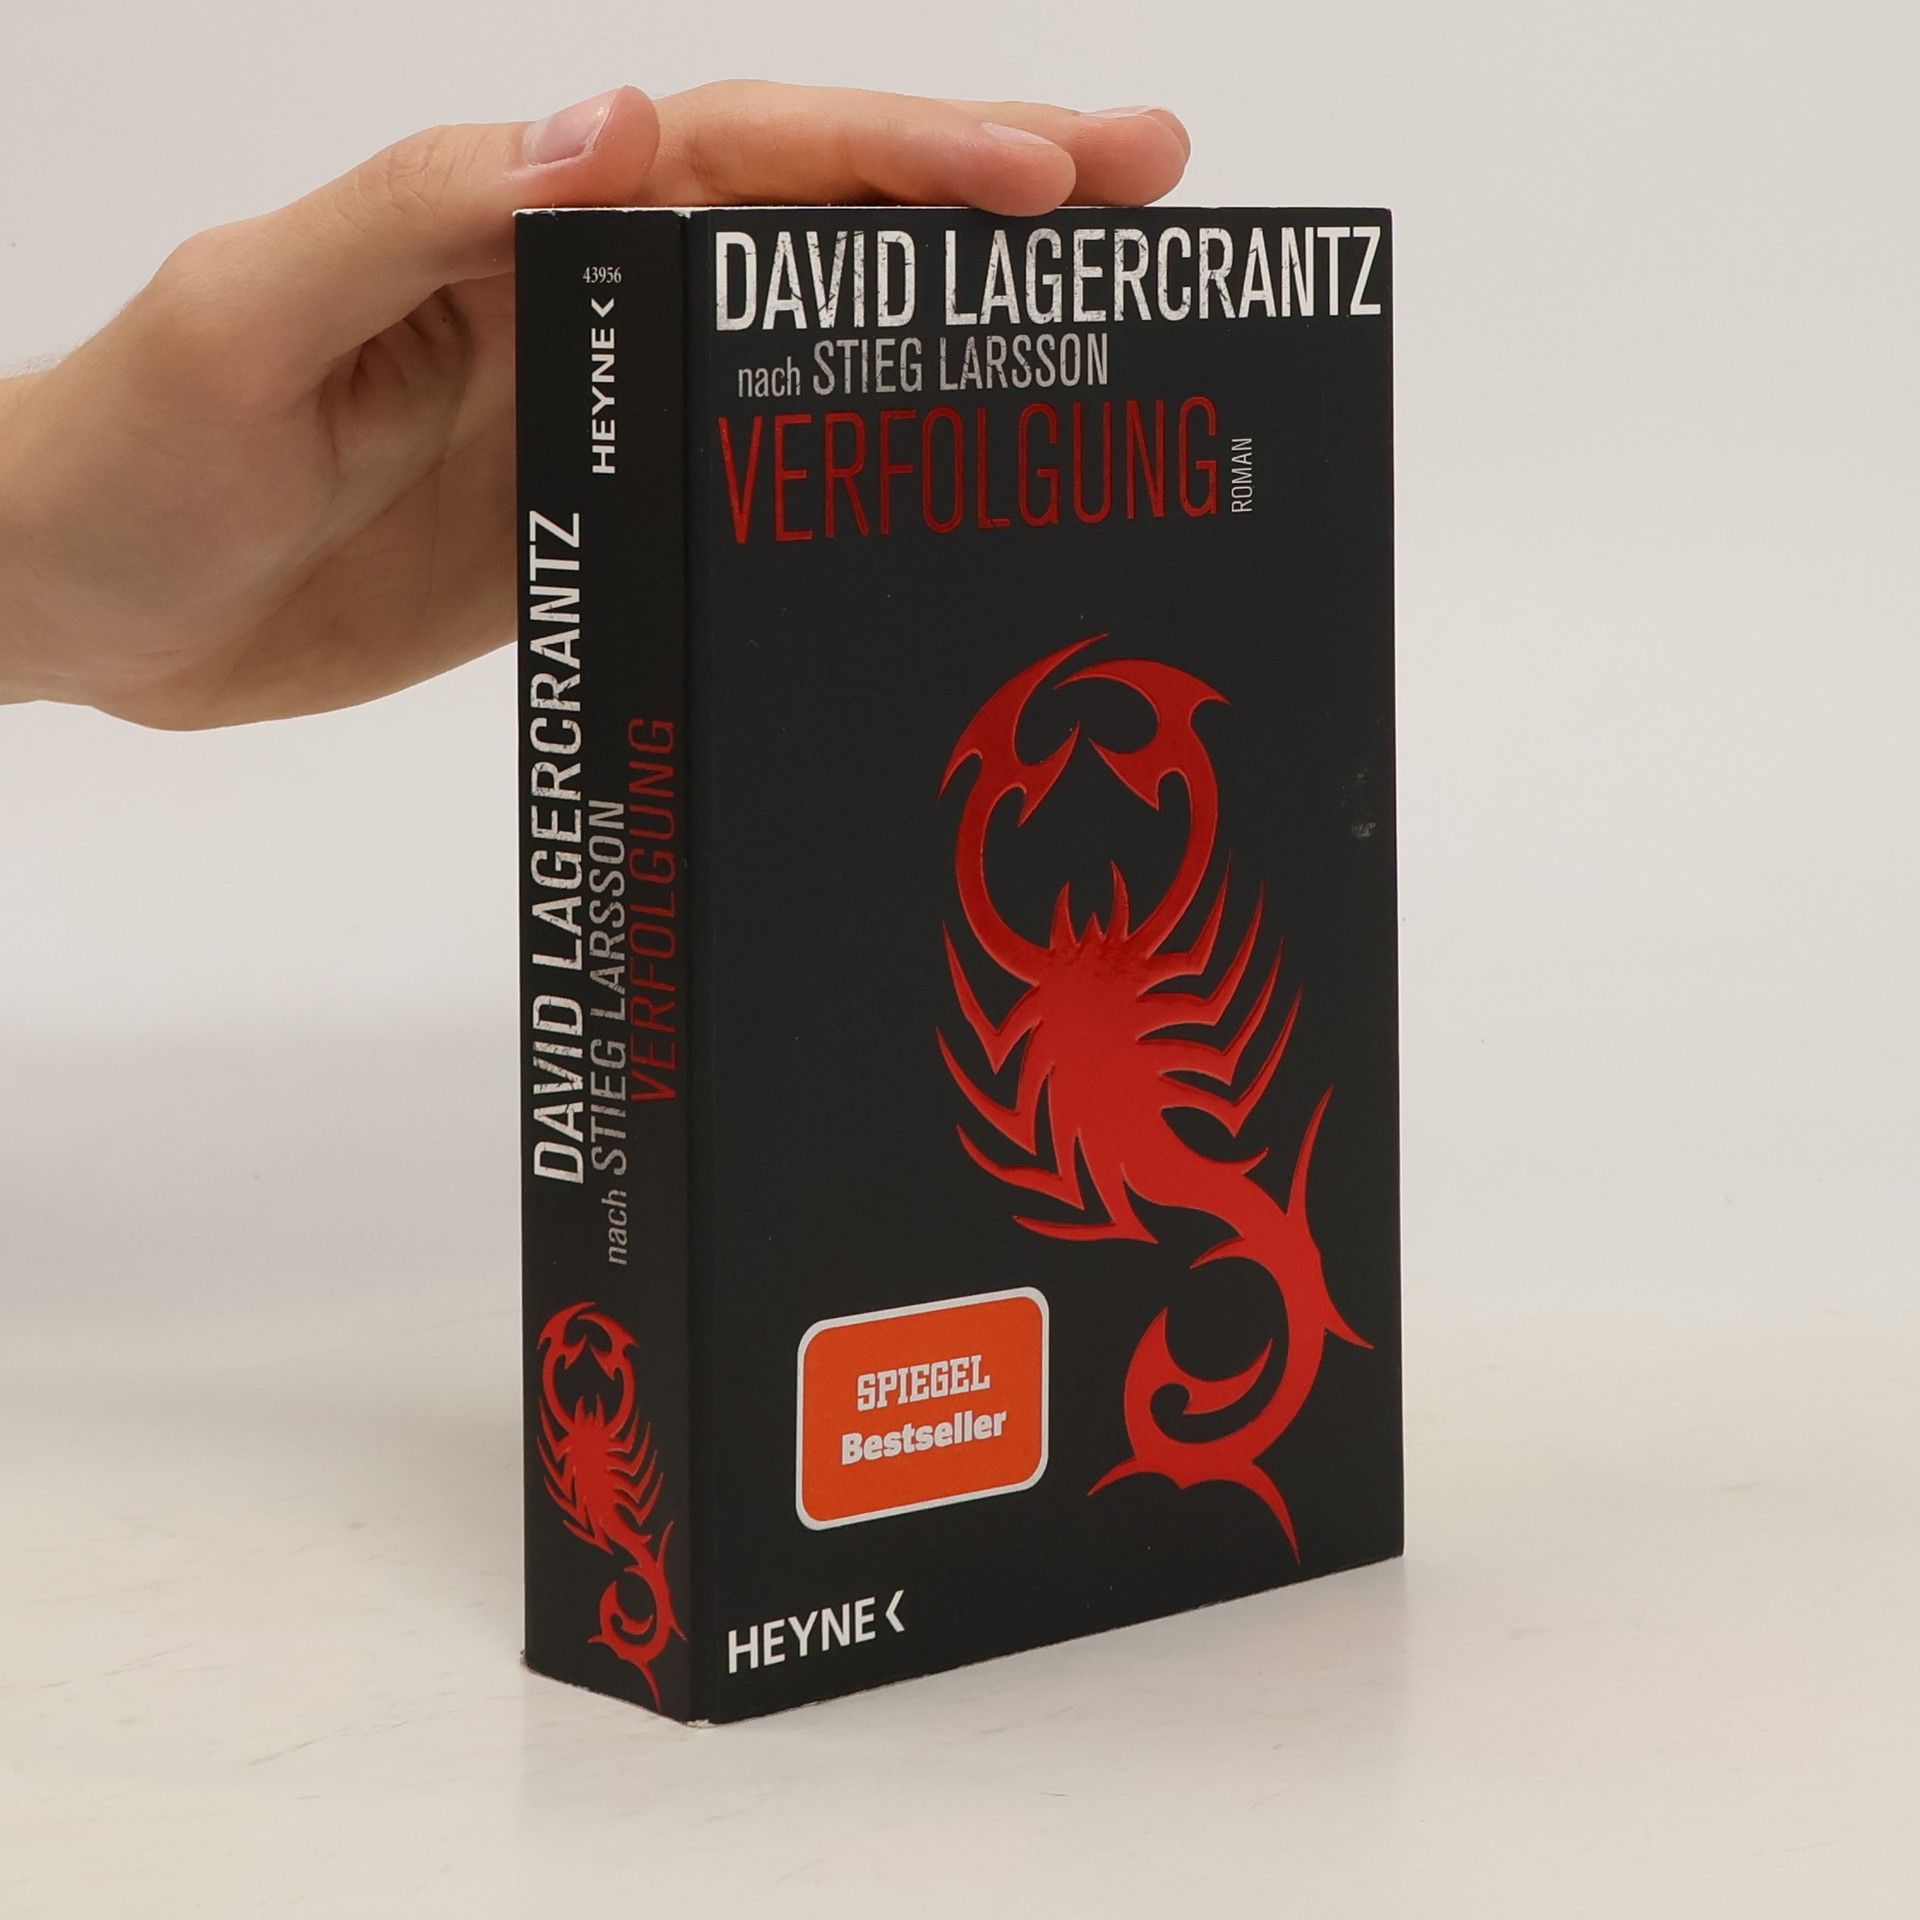 43956
HEYNE
DAVID LAGERCRANTZ
nach STIEG LARSSON
VERFOLGUNG
DAVID LAGERCRANTZ
nach STIEG LARSSON
VERFOLGUNG
ROMAN
SPIEGEL
Bestseller
HEYNE